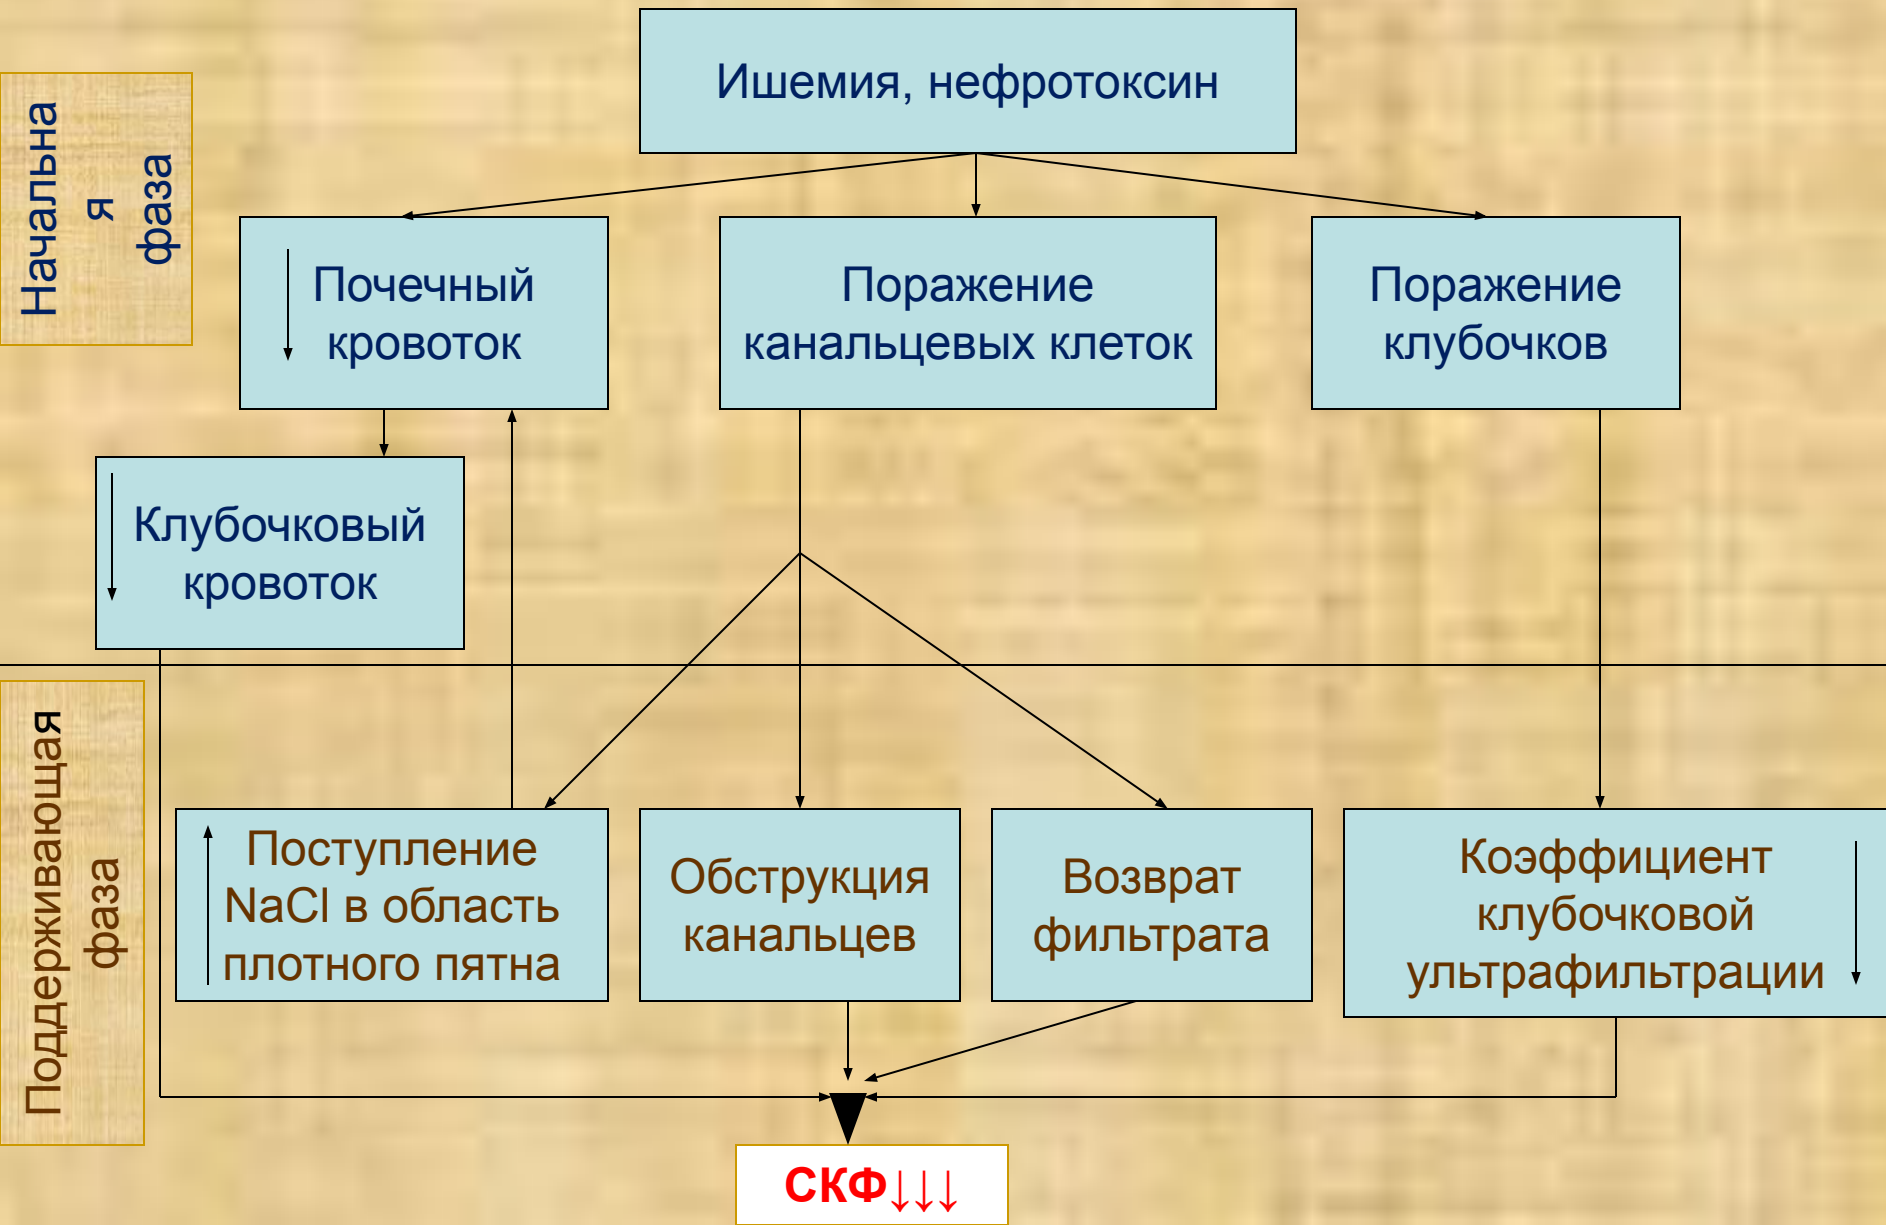 Ишемия, нефротоксин
Начальна
я
фаза
Почечный
кровоток
Поражение
канальцевых клеток
Поражение
клубочков
Клубочковый
кровоток
Поддерживающая
фаза
Поступление
NaCl в область
плотного пятна
Обструкция
канальцев
Возврат
фильтрата
Коэффициент
клубочковой
ультрафильтрации
СКФ↓↓↓